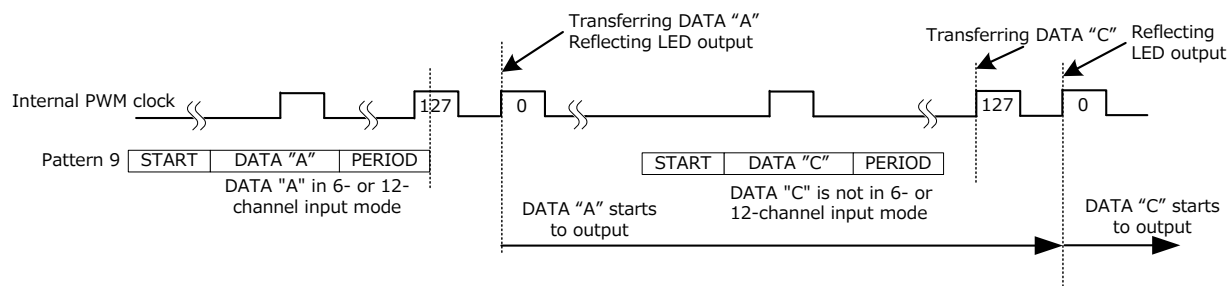 Transferring DATA “A”
Reflecting LED output
Transferring DATA “C”
Reflecting
LED output
Internal PWM clock
127
0
127
0
Pattern 9
START
DATA ”A”
PERIOD
START
DATA ”C”
PERIOD
DATA "A" in 6- or 12-
channel input mode
DATA "C" is not in 6- or
12-channel input mode
DATA “A” starts
to output
DATA “C” starts
to output